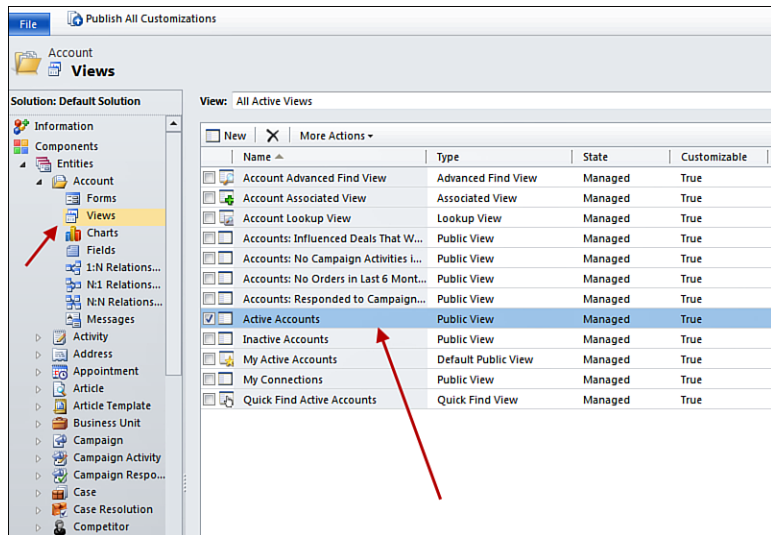 File
Publish All Customizations
Account
Views
Solution: Default Solution
Information
Components
Entities
Account
Forms
Views
Charts
Fields
1:N Relations...
N:1 Relations...
N:N Relations...
Messages
Activity
Address
Appointment
Article
Article Template
Business Unit
Campaign
Campaign Activity
Campaign Respo...
Case
Case Resolution
Competitor
View: All Active Views
New More Actions
Name Type State Customizable
Account Advanced Find View Advanced Find View Managed True
Account Associated View Associated View Managed True
Account Lookup View Lookup View Managed True
Accounts: Influenced Deals That W... Public View Managed True
Accounts: No Campaign Activities i... Public View Managed True
Accounts: No Orders in Last 6 Mont... Public View Managed True
Accounts: Responded to Campaign... Public View Managed True
Active Accounts Public View Managed True
Inactive Accounts Public View Managed True
My Active Accounts Default Public View Managed True
My Connections Public View Managed True
Quick Find Active Accounts Quick Find View Managed True